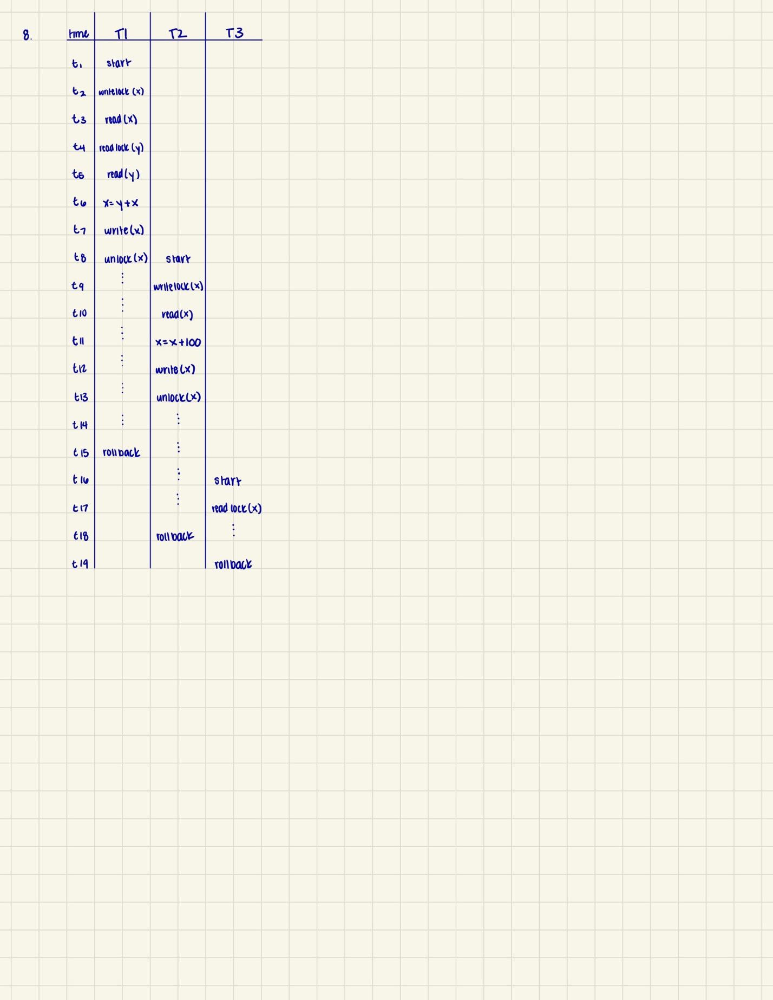 8. time T1 T2 T3
t1 start
t2 writelock (x)
t3 read (x)
t4 readlock (y)
t5 read (y)
t6 x = y + x
t7 write (x)
t8 unlock (x) start
t9 ⋮ writelock (x)
t10 ⋮ read (x)
t11 ⋮ x = x + 100
t12 ⋮ write (x)
t13 ⋮ unlock (x)
t14 ⋮ ⋮
t15 rollback ⋮
t16 ⋮ start
t17 ⋮ read lock (x)
t18 rollback ⋮
t19 rollback